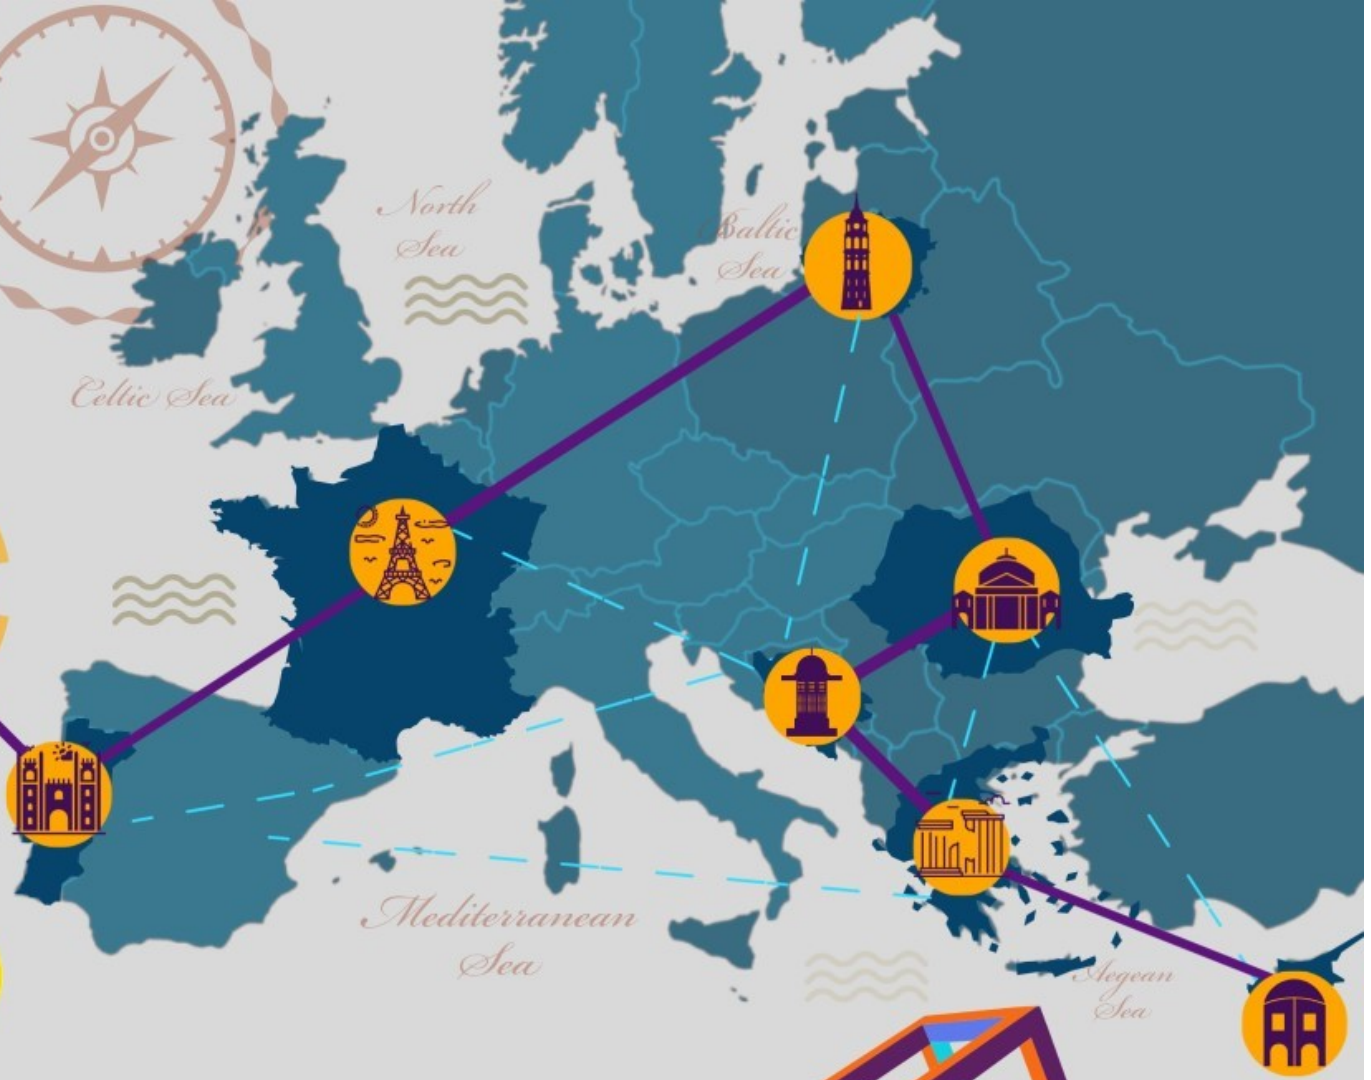 North
Sea
Baltic
Sea
Celtic Sea
Mediterranean
Sea
Aegean
Sea